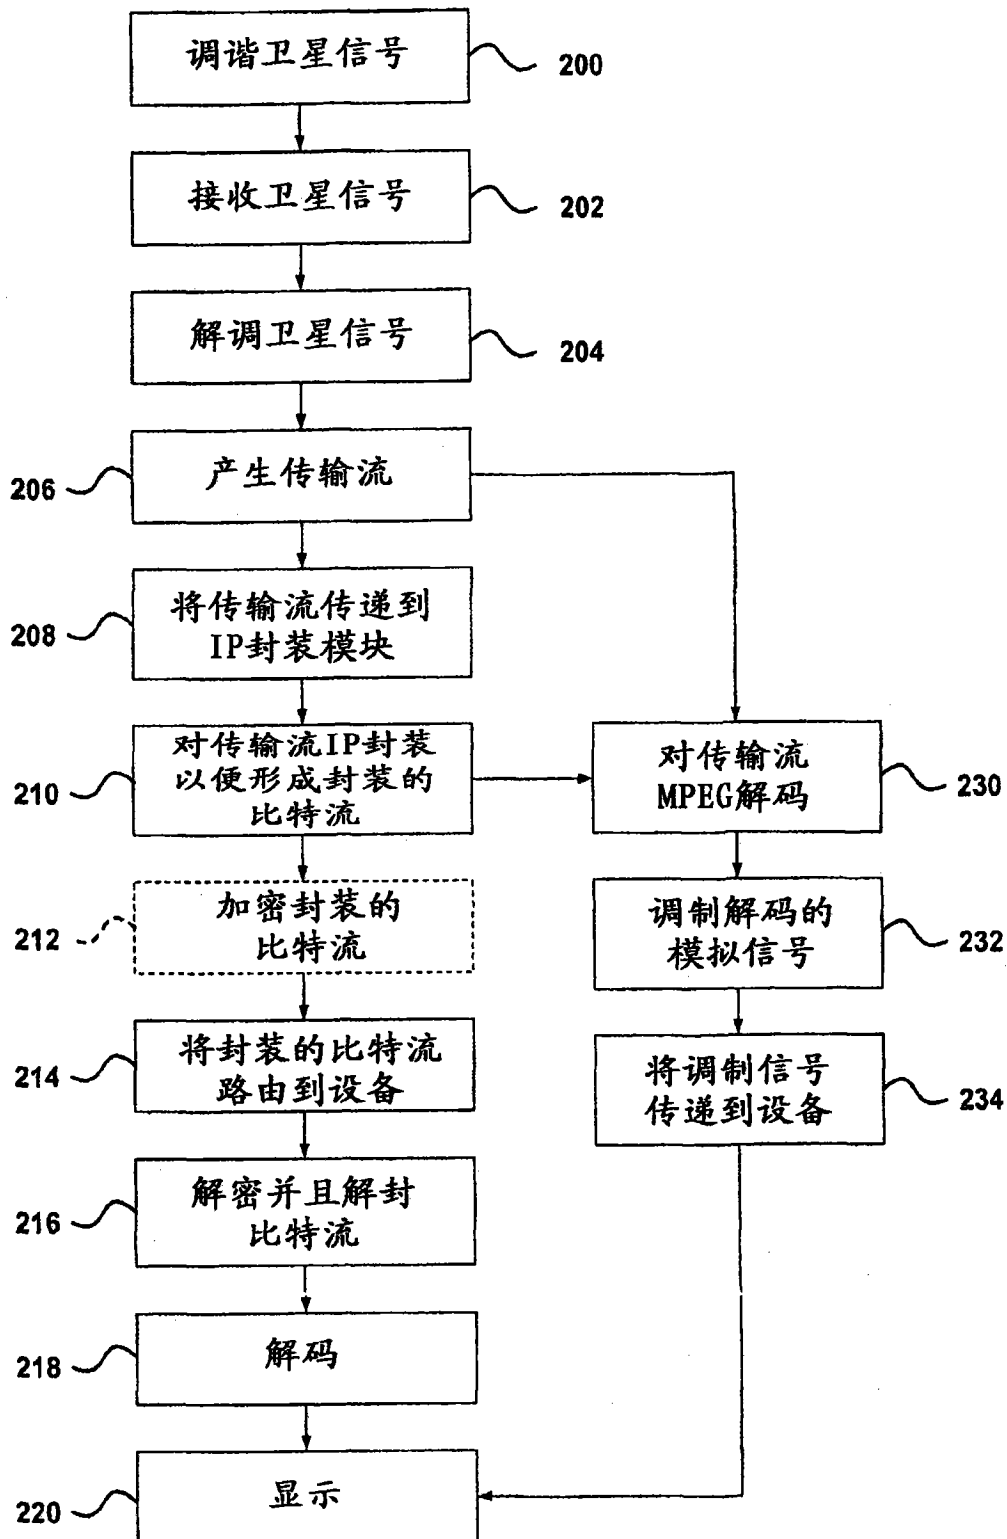 调谐卫星信号
200
接收卫星信号
202
解调卫星信号
204
产生传输流
206
将传输流传递到
IP封装模块
208
对传输流IP封装
以便形成封装的
比特流
210
对传输流
MPEG解码
230
加密封装的
比特流
212
调制解码的
模拟信号
232
将封装的比特流
路由到设备
214
将调制信号
传递到设备
234
解密并且解封
比特流
216
解码
218
显示
220